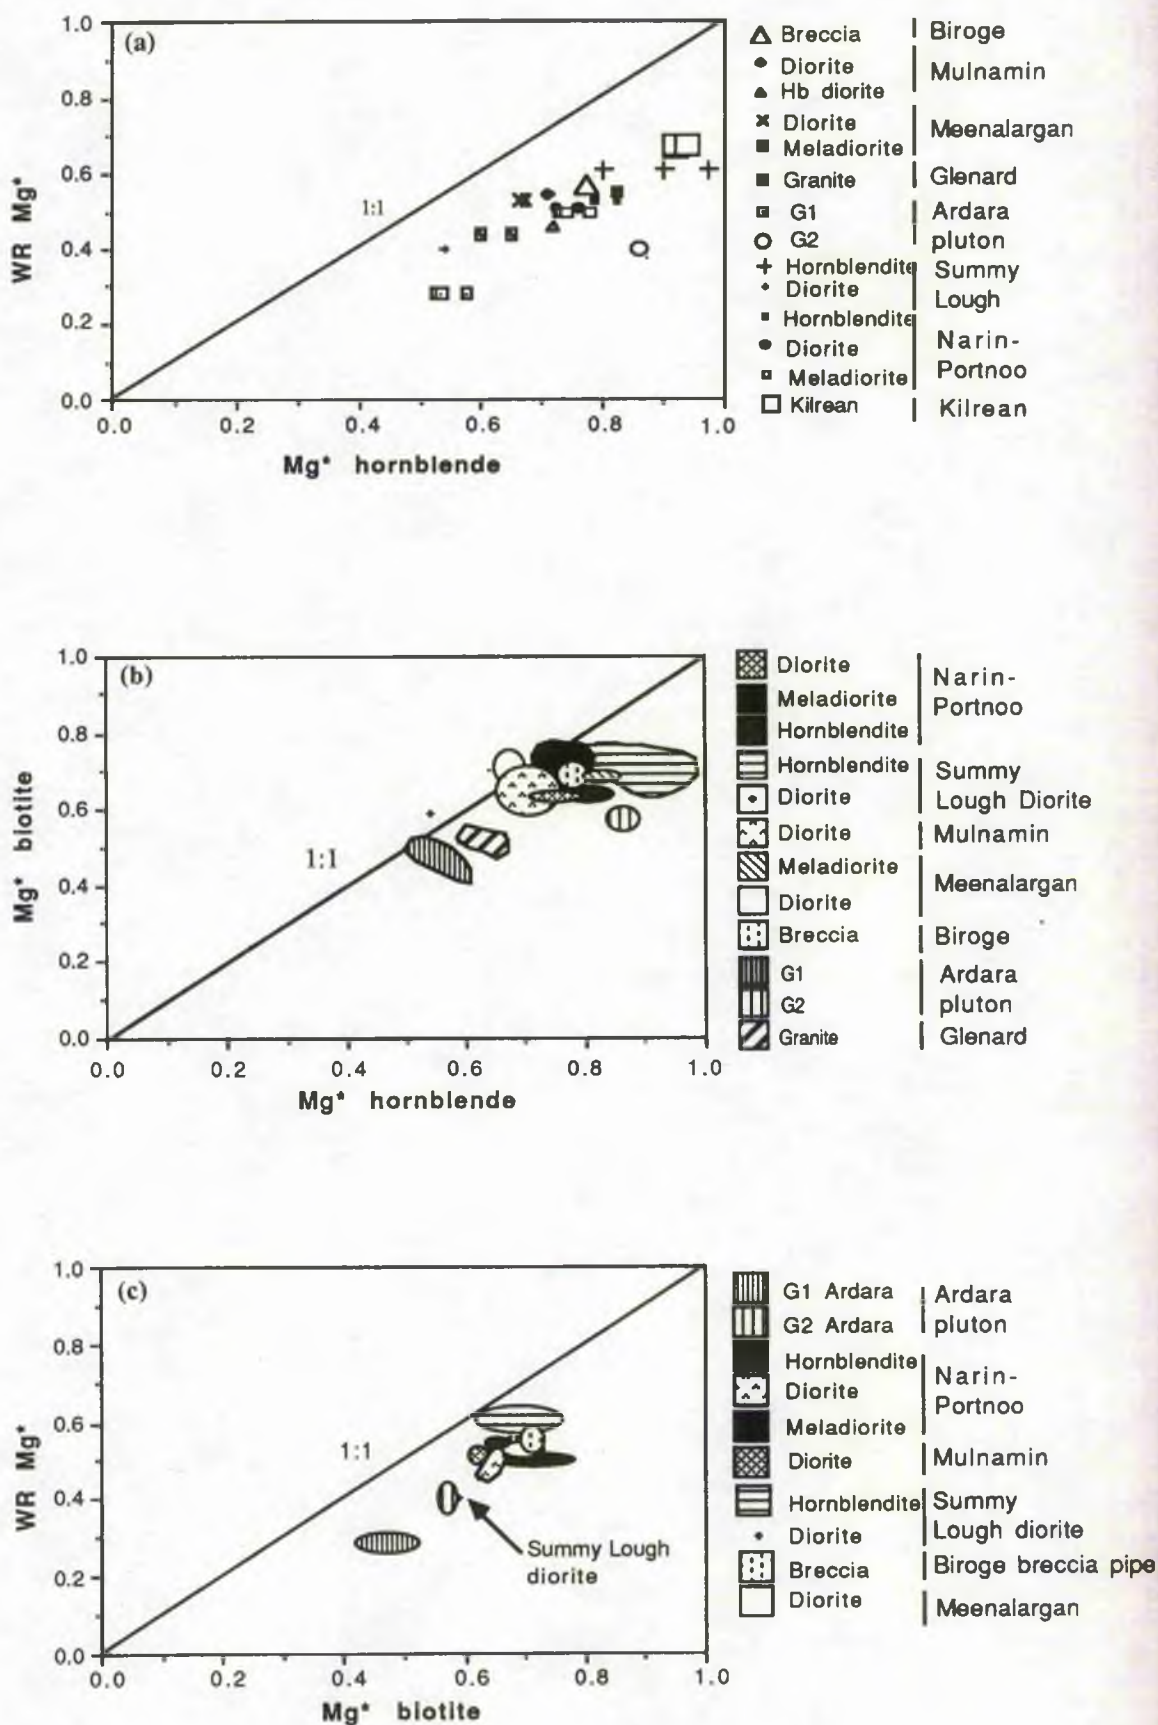 (a)
1.0
0.8
0.6
0.4
0.2
0.0
WR Mg*
1:1
0.0 0.2 0.4 0.6 0.8 1.0
Mg* hornblende
Breccia Biroge
Diorite Mulnamin
Hb diorite
Diorite Meenalargan
Meladiorite
Granite Glenard
G1 Ardara
G2 pluton
Hornblendite Summy
Diorite Lough
Hornblendite
Diorite Narin-
Meladiorite Portnoo
Kilrean Kilrean
(b)
1.0
0.8
0.6
0.4
0.2
0.0
Mg* biotite
1:1
0.0 0.2 0.4 0.6 0.8 1.0
Mg* hornblende
Diorite Narin-
Meladiorite Portnoo
Hornblendite
Hornblendite Summy
Diorite Lough Diorite
Diorite Mulnamin
Meladiorite Meenalargan
Diorite
Breccia Biroge
G1 Ardara
G2 pluton
Granite Glenard
(c)
1.0
0.8
0.6
0.4
0.2
0.0
WR Mg*
1:1
Summy Lough
diorite
0.0 0.2 0.4 0.6 0.8 1.0
Mg* biotite
G1 Ardara Ardara
G2 Ardara pluton
Hornblendite Narin-
Diorite Portnoo
Meladiorite
Diorite Mulnamin
Hornblendite Summy
Diorite Lough diorite
Breccia Biroge breccia pipe
Diorite Meenalargan